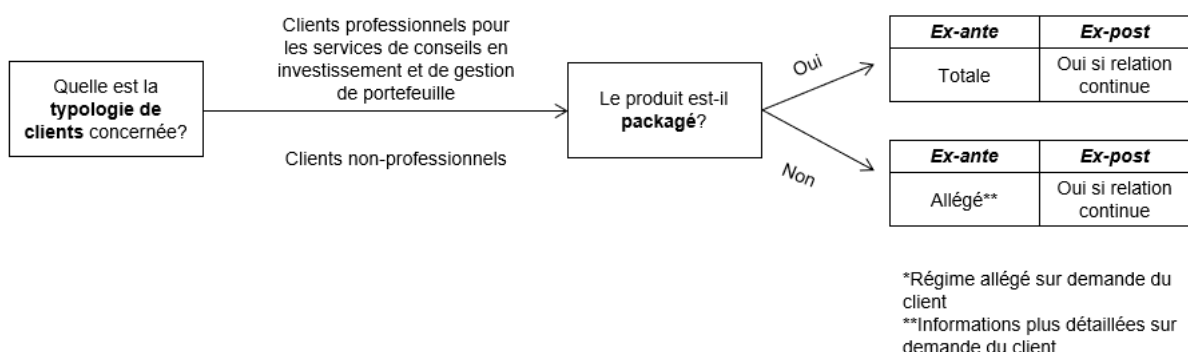 Quelle est la
typologie de
clients concernée?
Clients professionnels pour
les services de conseils en
investissement et de gestion
de portefeuille
Clients non-professionnels
Le produit est-il
packagé?
Oui
Non
Ex-ante Ex-post
Totale Oui si relation
continue
Ex-ante Ex-post
Allégé** Oui si relation
continue
*Régime allégé sur demande du
client
**Informations plus détaillées sur
demande du client